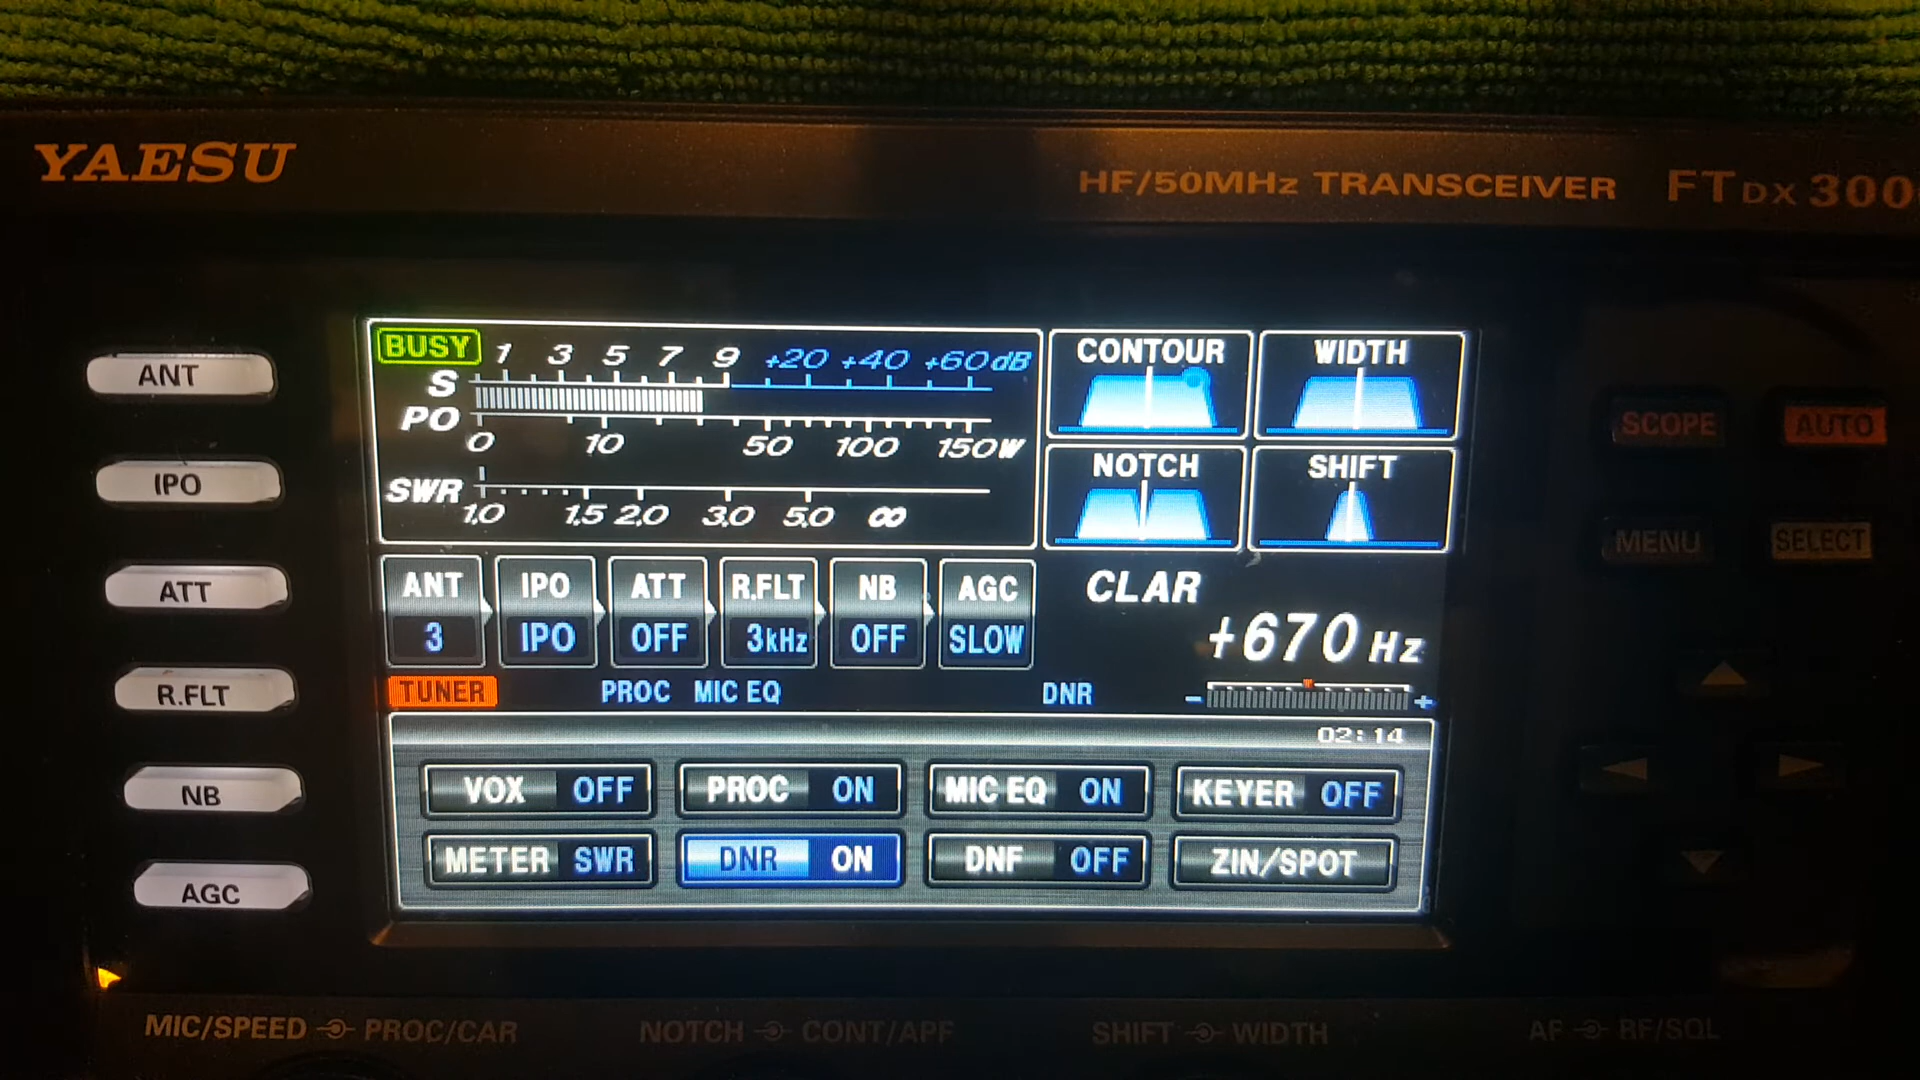 YAESU
HF/50MHz TRANSCEIVER FT DX 300
ANT
IPO
ATT
R.FLT
NB
AGC
BUSY 1 3 5 7 9 +20 +40 +60dB
S
PO
0 10 50 100 150W
SWR
1.0 1.5 2.0 3.0 5.0 ∞
CONTOUR WIDTH
NOTCH SHIFT
ANT IPO ATT R.FLT NB AGC
3 IPO OFF 3kHz OFF SLOW
CLAR
+670 Hz
TUNER PROC MIC EQ DNR - +
02:14
VOX OFF PROC ON MIC EQ ON KEYER OFF
METER SWR DNR ON DNF OFF ZIN/SPOT
SCOPE AUTO
MENU SELECT
MIC/SPEED PROC/CAR NOTCH CONT/APF SHIFT WIDTH AF RF/SQL